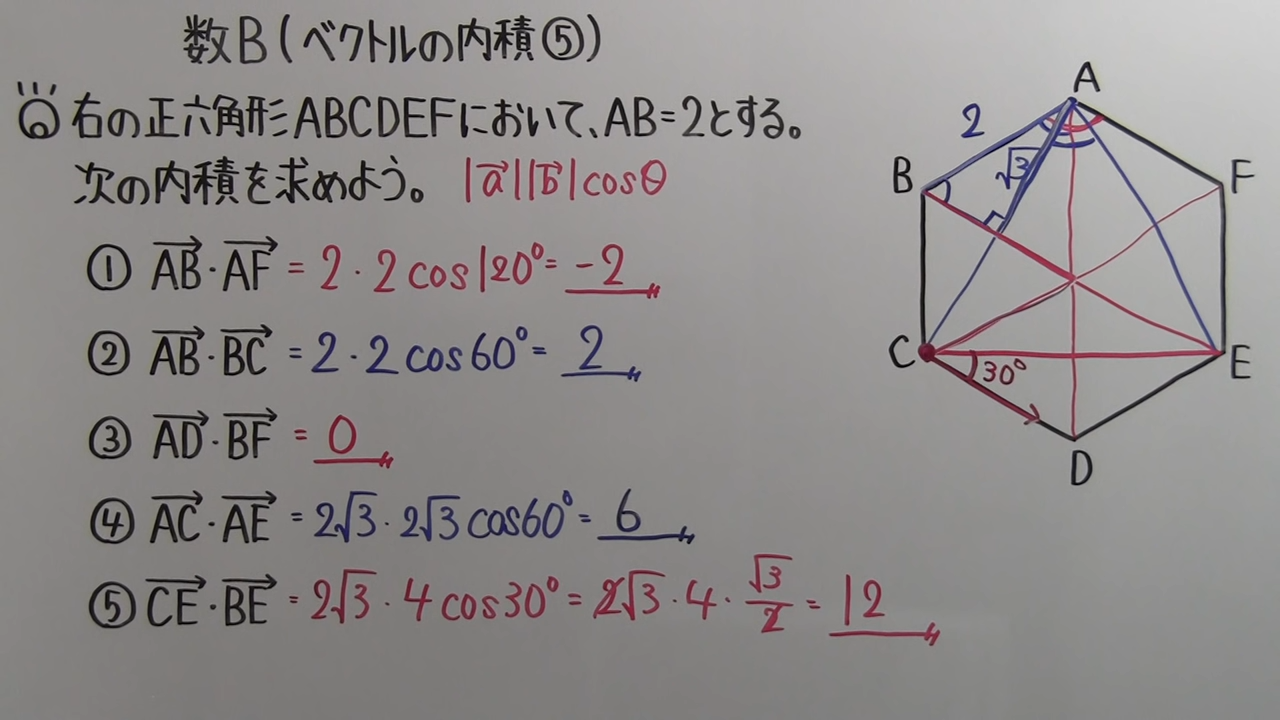 数B(ベクトルの内積⑤)
Q 右の正六角形ABCDEFにおいて、AB=2とする。
次の内積を求めよう。 |a→||b→|cosθ
① AB→・AF→ = 2・2cos120°= -2
② AB→・BC→ = 2・2cos60°= 2
③ AD→・BF→ = 0
④ AC→・AE→ = 2√3・2√3cos60°= 6
⑤ CE→・BE→ = 2√3・4cos30°= 2√3・4・√3/2 = 12
A
2
√3
B
F
C
30°
E
D